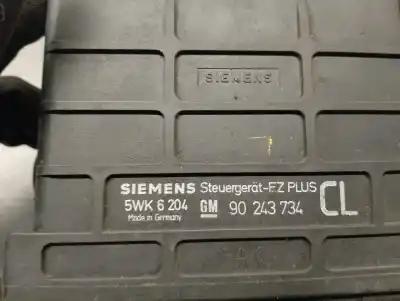 SIEMENS
SIEMENS Steuergerät-EZ PLUS
5WK 6 204 GM 90 243 734 CL
Made in Germany